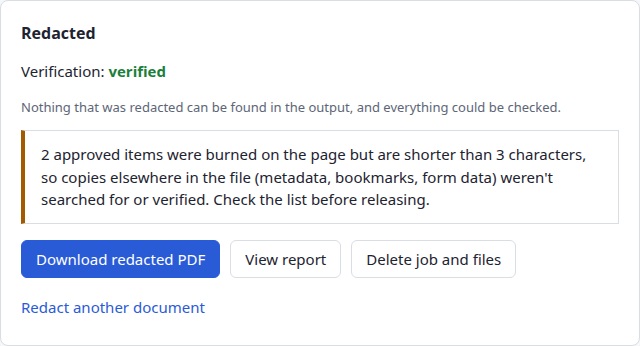 Redacted
Verification: verified
Nothing that was redacted can be found in the output, and everything could be checked.
2 approved items were burned on the page but are shorter than 3 characters,
so copies elsewhere in the file (metadata, bookmarks, form data) weren't
searched for or verified. Check the list before releasing.
Download redacted PDF View report Delete job and files
Redact another document